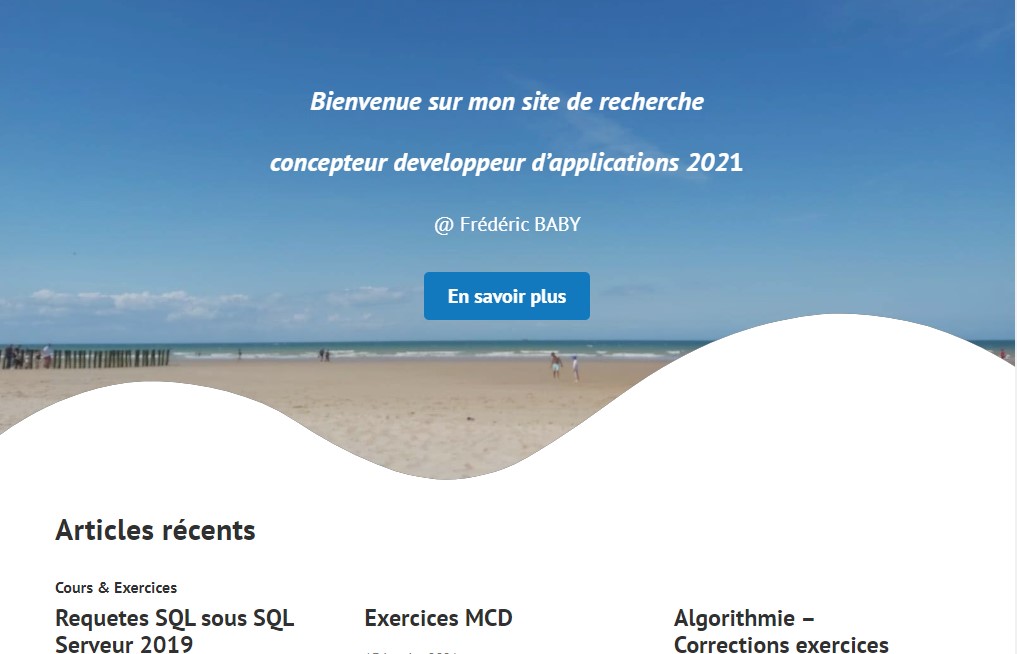 Bienvenue sur mon site de recherche
concepteur developpeur d’applications 2021
@ Frédéric BABY
En savoir plus
Articles récents
Cours & Exercices
Requetes SQL sous SQL
Serveur 2019
Exercices MCD
Algorithmie –
Corrections exercices